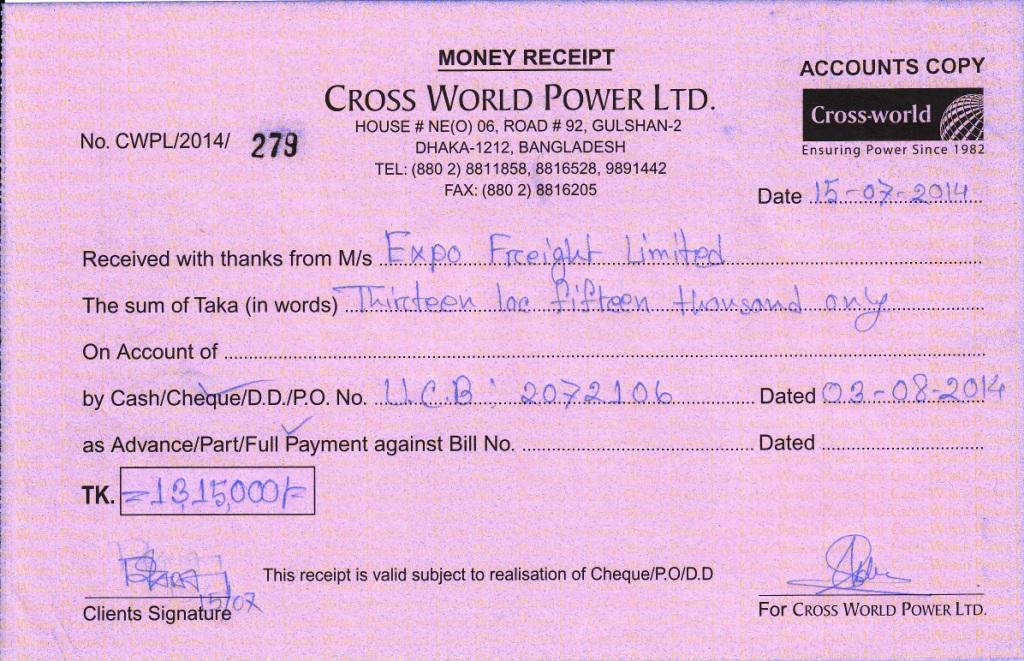 MONEY RECEIPT
ACCOUNTS COPY
CROSS WORLD POWER LTD.
Cross-world
Ensuring Power Since 1982
No. CWPL/2014/ 279
HOUSE # NE(O) 06, ROAD # 92, GULSHAN-2
DHAKA-1212, BANGLADESH
TEL: (880 2) 8811858, 8816528, 9891442
FAX: (880 2) 8816205
Date 15-07-2014
Received with thanks from M/s Expo Freight Limited
The sum of Taka (in words) Thirteen lac fifteen thousand only
On Account of
by Cash/Cheque/D.D./P.O. No. U.C.B: 2072106 Dated 03-08-2014
as Advance/Part/Full Payment against Bill No. Dated
TK. =13,15,000/=
15/07
This receipt is valid subject to realisation of Cheque/P.O/D.D
Clients Signature
For CROSS WORLD POWER LTD.